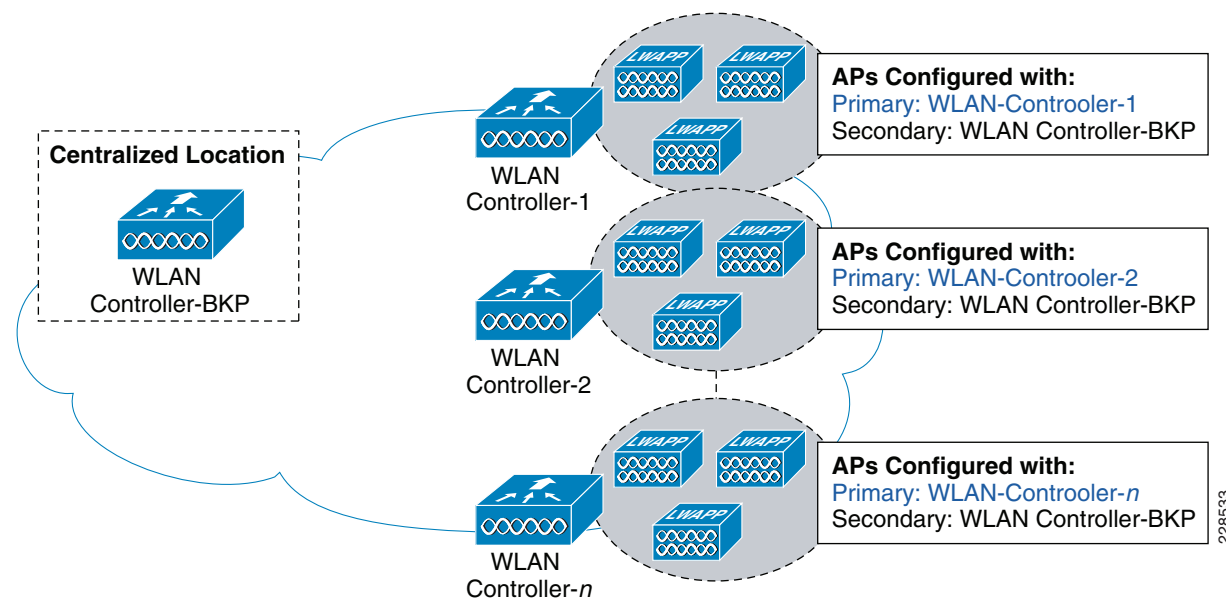 Centralized Location
WLAN
Controller-BKP
LWAPP
LWAPP
LWAPP
WLAN
Controller-1
APs Configured with:
Primary: WLAN-Controoler-1
Secondary: WLAN Controller-BKP
LWAPP
LWAPP
LWAPP
WLAN
Controller-2
APs Configured with:
Primary: WLAN-Controoler-2
Secondary: WLAN Controller-BKP
LWAPP
LWAPP
LWAPP
WLAN
Controller-n
APs Configured with:
Primary: WLAN-Controoler-n
Secondary: WLAN Controller-BKP
228533